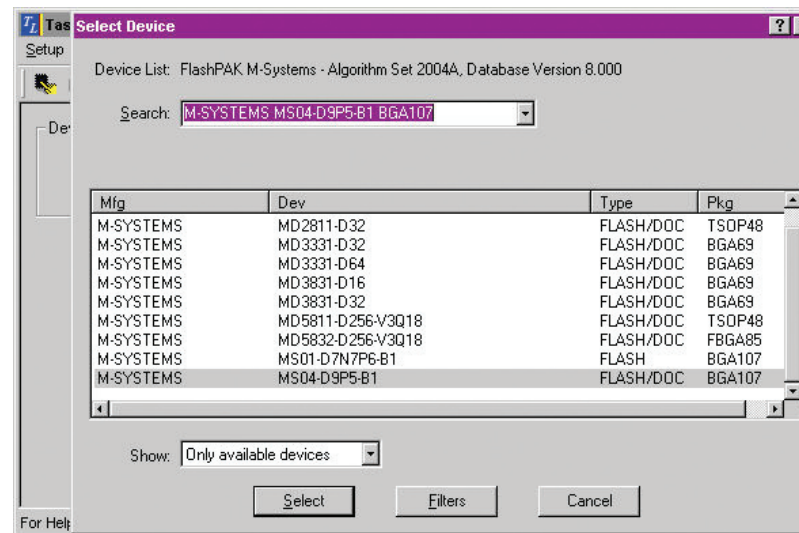 TL Tas
Select Device
?
Setup
Device List: FlashPAK M-Systems - Algorithm Set 2004A, Database Version 8.000
Search: M-SYSTEMS MS04-D9P5-B1 BGA107
De
Mfg Dev Type Pkg
M-SYSTEMS MD2811-D32 FLASH/DOC TSOP48
M-SYSTEMS MD3331-D32 FLASH/DOC BGA69
M-SYSTEMS MD3331-D64 FLASH/DOC BGA69
M-SYSTEMS MD3831-D16 FLASH/DOC BGA69
M-SYSTEMS MD3831-D32 FLASH/DOC BGA69
M-SYSTEMS MD5811-D256-V3Q18 FLASH/DOC TSOP48
M-SYSTEMS MD5832-D256-V3Q18 FLASH/DOC FBGA85
M-SYSTEMS MS01-D7N7P6-B1 FLASH BGA107
M-SYSTEMS MS04-D9P5-B1 FLASH/DOC BGA107
Show: Only available devices
Select Filters Cancel
For Help